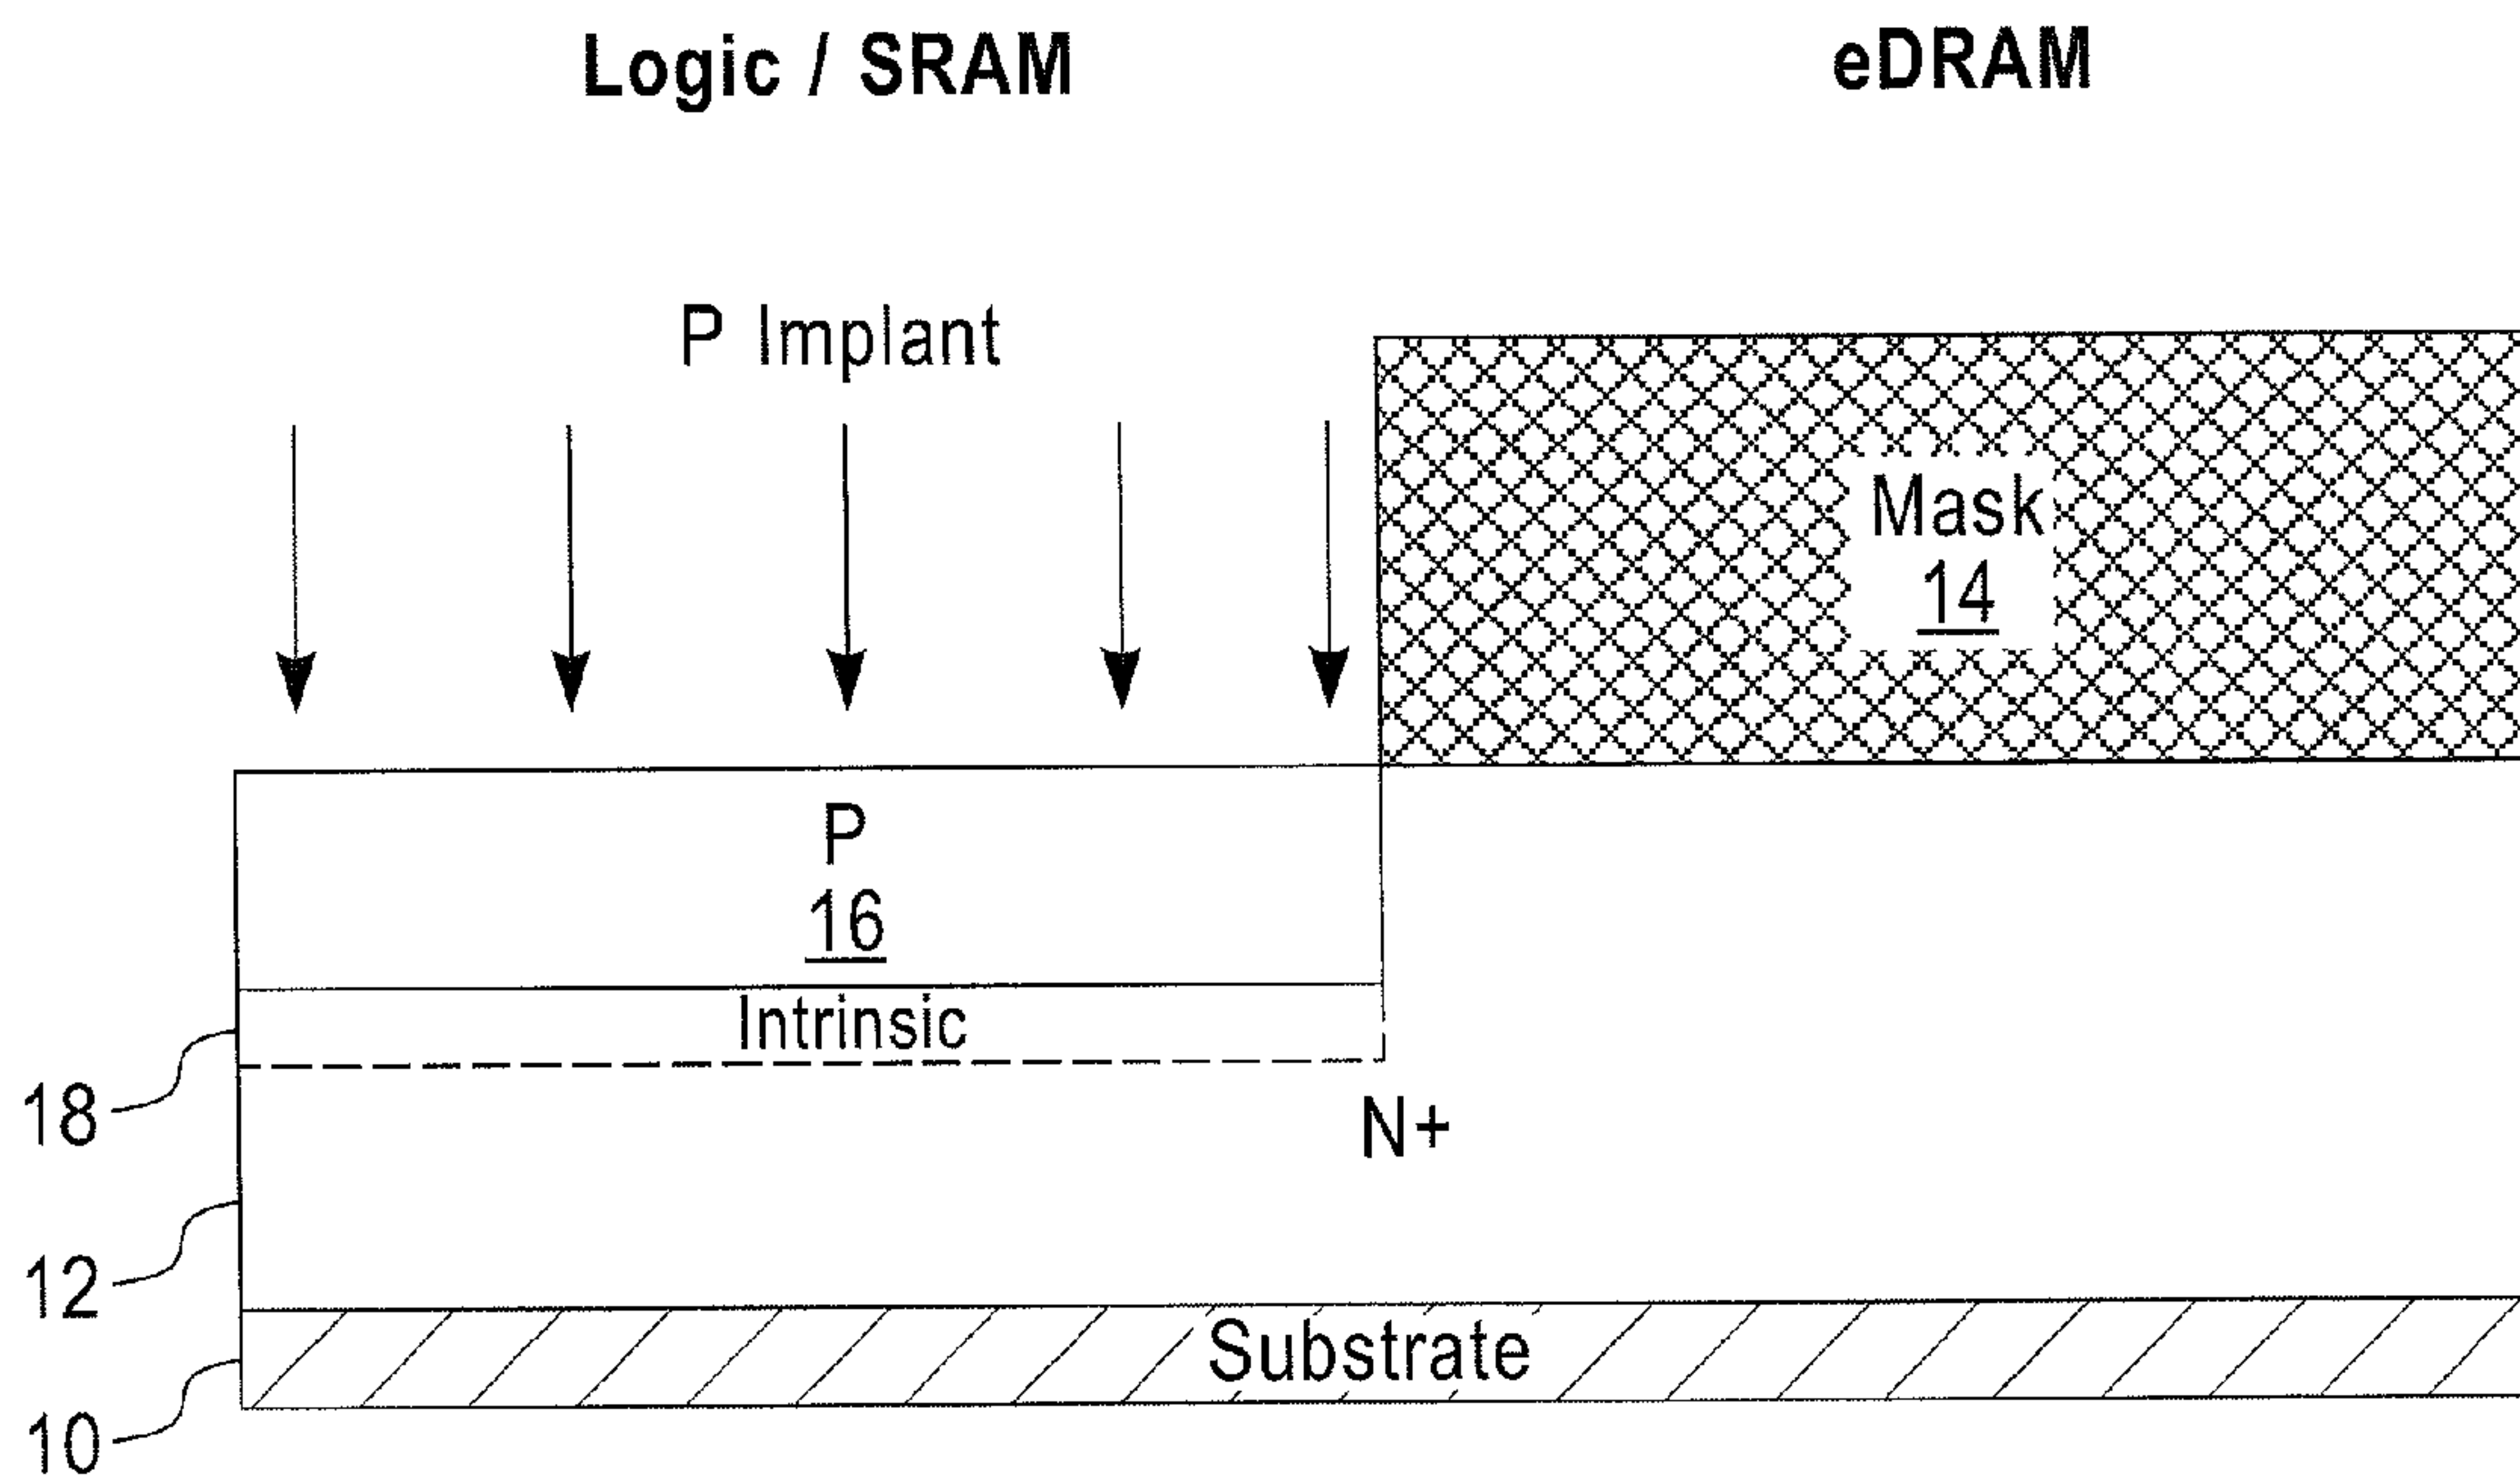 Logic / SRAM
eDRAM
P Implant
Mask
14
P
16
Intrinsic
18
N+
12
Substrate
10